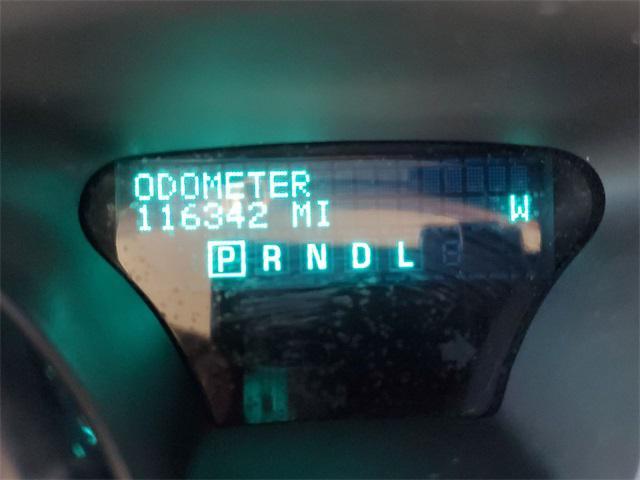 ODOMETER
116342 MI W
P R N D L